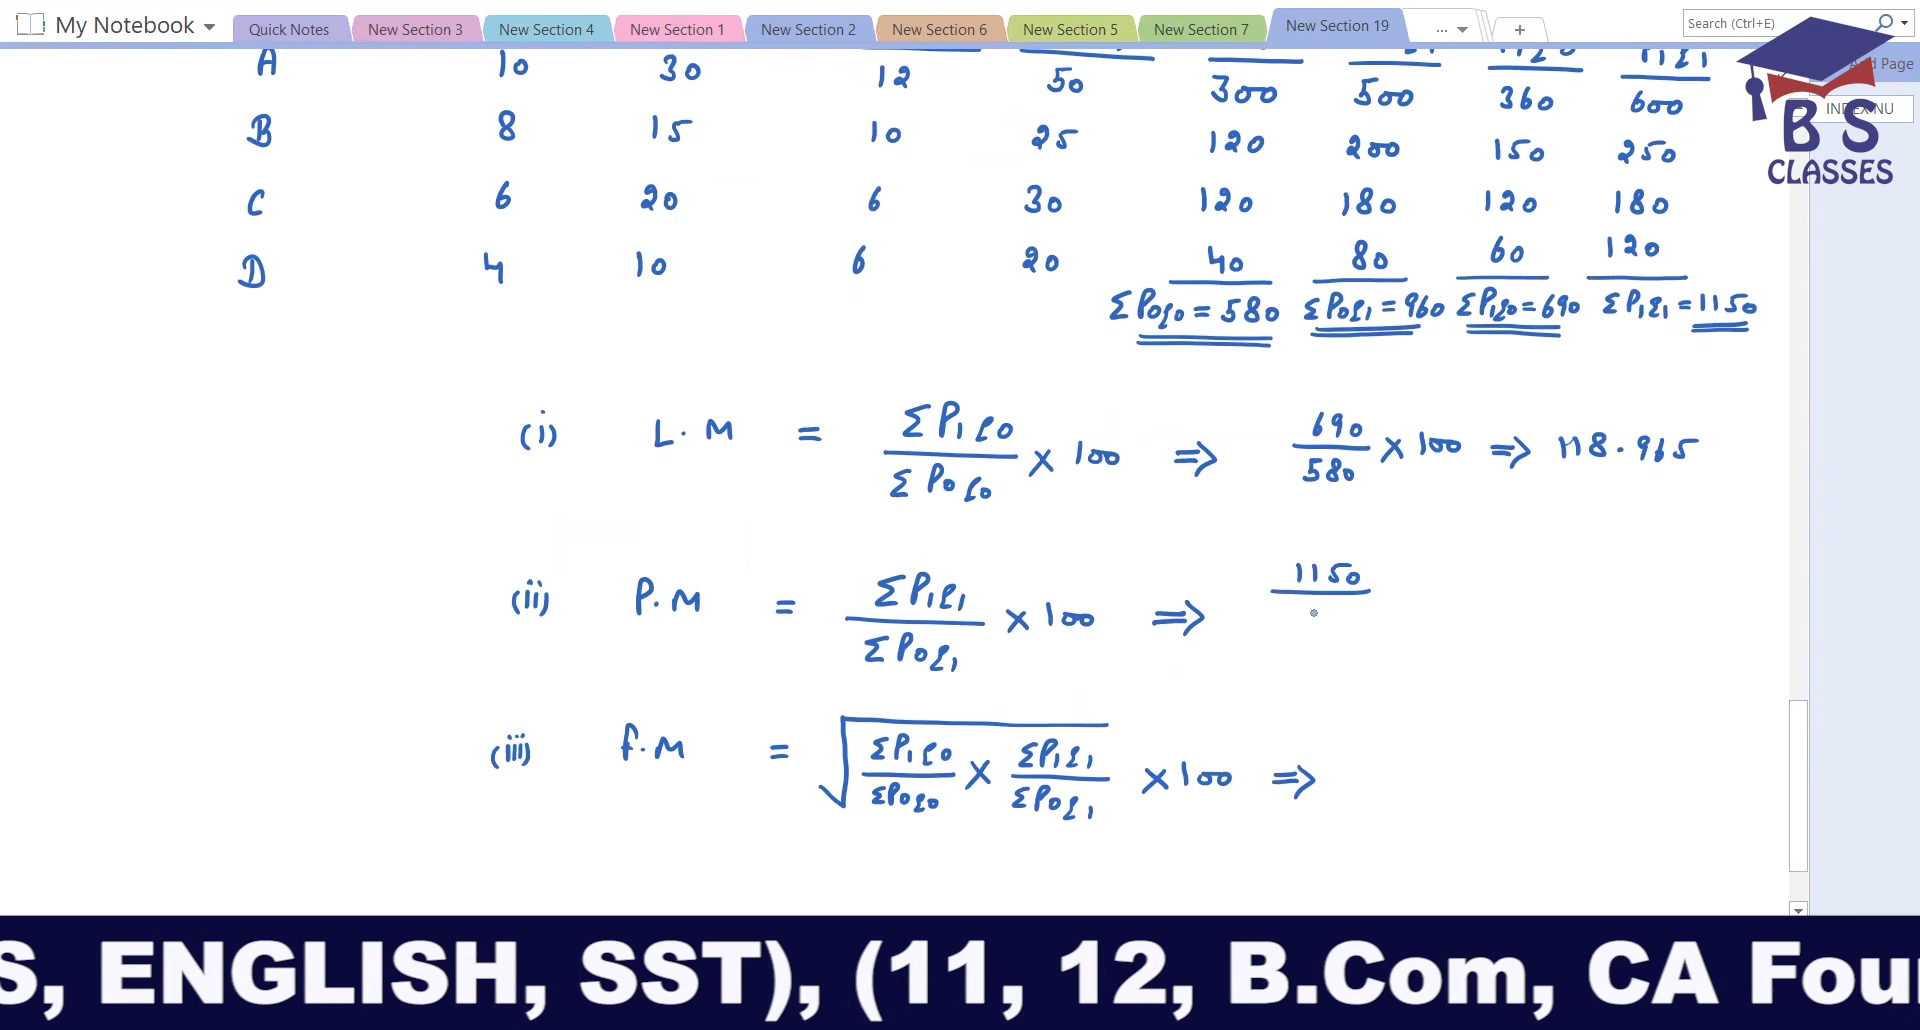 My Notebook Quick Notes New Section 3 New Section 4 New Section 1 New Section 2 New Section 6 New Section 5 New Section 7 New Section 19 ... + Search (Ctrl+E)
Add Page
INDEX NU
B S
CLASSES
A 10 30 12 50 300 500 360 600
B 8 15 10 25 120 200 150 250
C 6 20 6 30 120 180 120 180
D 4 10 6 20 40 80 60 120
ΣP0q0 = 580 ΣP0q1 = 960 ΣP1q0 = 690 ΣP1q1 = 1150
(i) L.M = ΣP1q0 / ΣP0q0 × 100 ⇒ 690 / 580 × 100 ⇒ 118.965
(ii) P.M = ΣP1q1 / ΣP0q1 × 100 ⇒ 1150
(iii) f.M = √ ΣP1q0 / ΣP0q0 × ΣP1q1 / ΣP0q1 × 100 ⇒
S, ENGLISH, SST), (11, 12, B.Com, CA Four